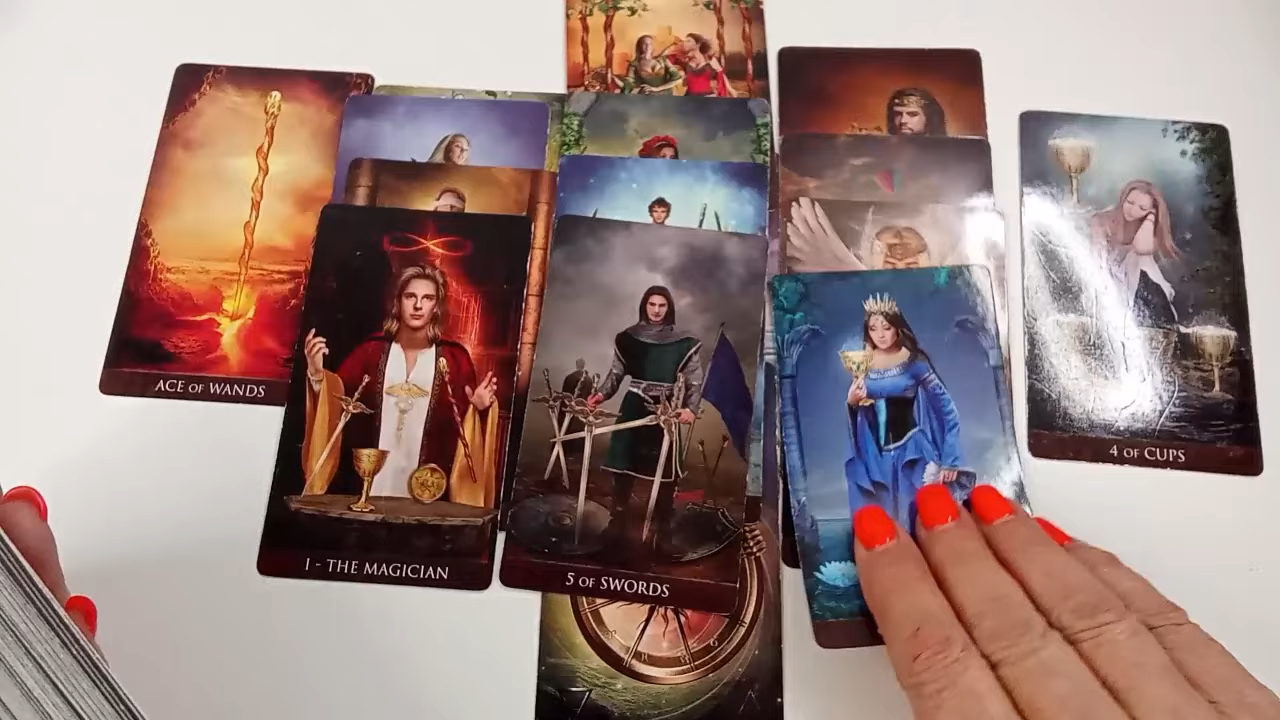 ACE OF WANDS
I - THE MAGICIAN
5 OF SWORDS
4 OF CUPS